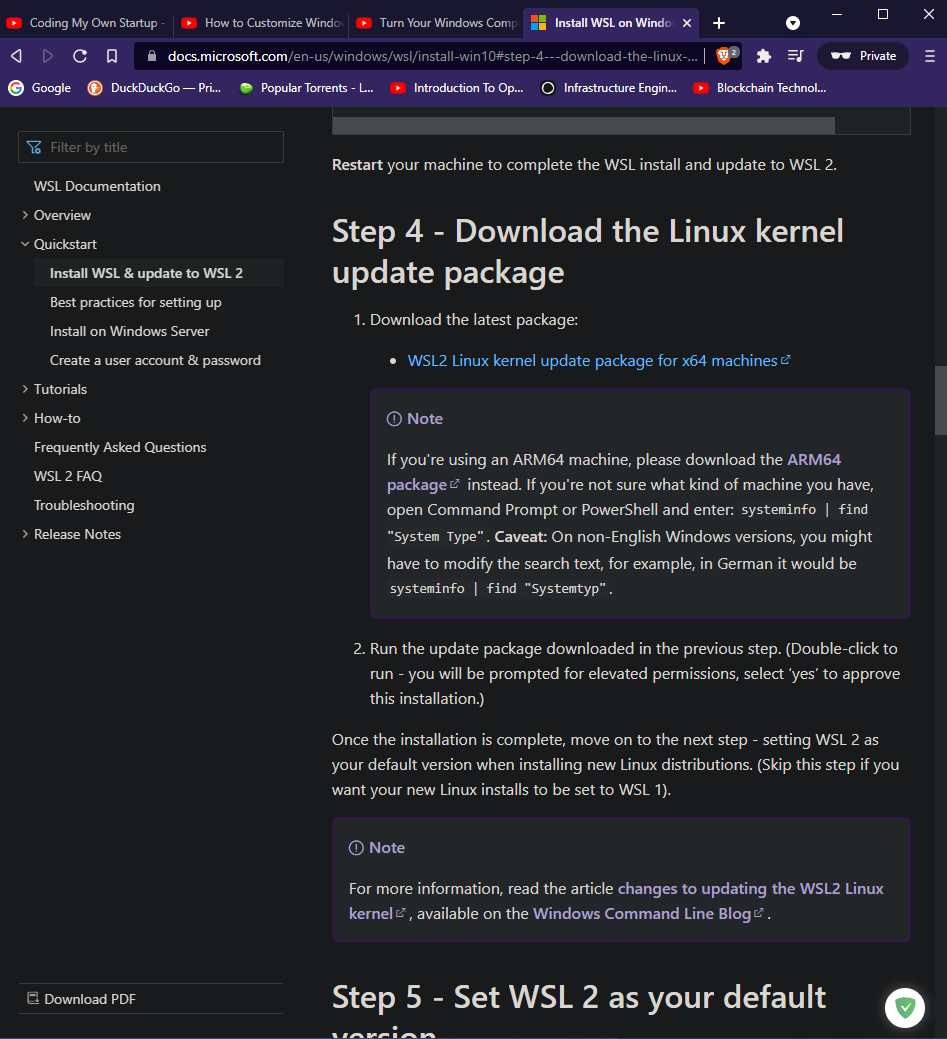 Coding My Own Startup -
How to Customize Windo
Turn Your Windows Comp
Install WSL on Windo
docs.microsoft.com/en-us/windows/wsl/install-win10#step-4---download-the-linux-...
2
Private
Google
DuckDuckGo — Pri...
Popular Torrents - L...
Introduction To Op...
Infrastructure Engin...
Blockchain Technol...
Filter by title
WSL Documentation
Overview
Quickstart
Install WSL & update to WSL 2
Best practices for setting up
Install on Windows Server
Create a user account & password
Tutorials
How-to
Frequently Asked Questions
WSL 2 FAQ
Troubleshooting
Release Notes
Download PDF
Restart your machine to complete the WSL install and update to WSL 2.
Step 4 - Download the Linux kernel
update package
1. Download the latest package:
• WSL2 Linux kernel update package for x64 machines
Note
If you're using an ARM64 machine, please download the ARM64
package instead. If you're not sure what kind of machine you have,
open Command Prompt or PowerShell and enter: systeminfo | find
"System Type". Caveat: On non-English Windows versions, you might
have to modify the search text, for example, in German it would be
systeminfo | find "Systemtyp".
2. Run the update package downloaded in the previous step. (Double-click to
run - you will be prompted for elevated permissions, select ‘yes’ to approve
this installation.)
Once the installation is complete, move on to the next step - setting WSL 2 as
your default version when installing new Linux distributions. (Skip this step if you
want your new Linux installs to be set to WSL 1).
Note
For more information, read the article changes to updating the WSL2 Linux
kernel, available on the Windows Command Line Blog.
Step 5 - Set WSL 2 as your default
version